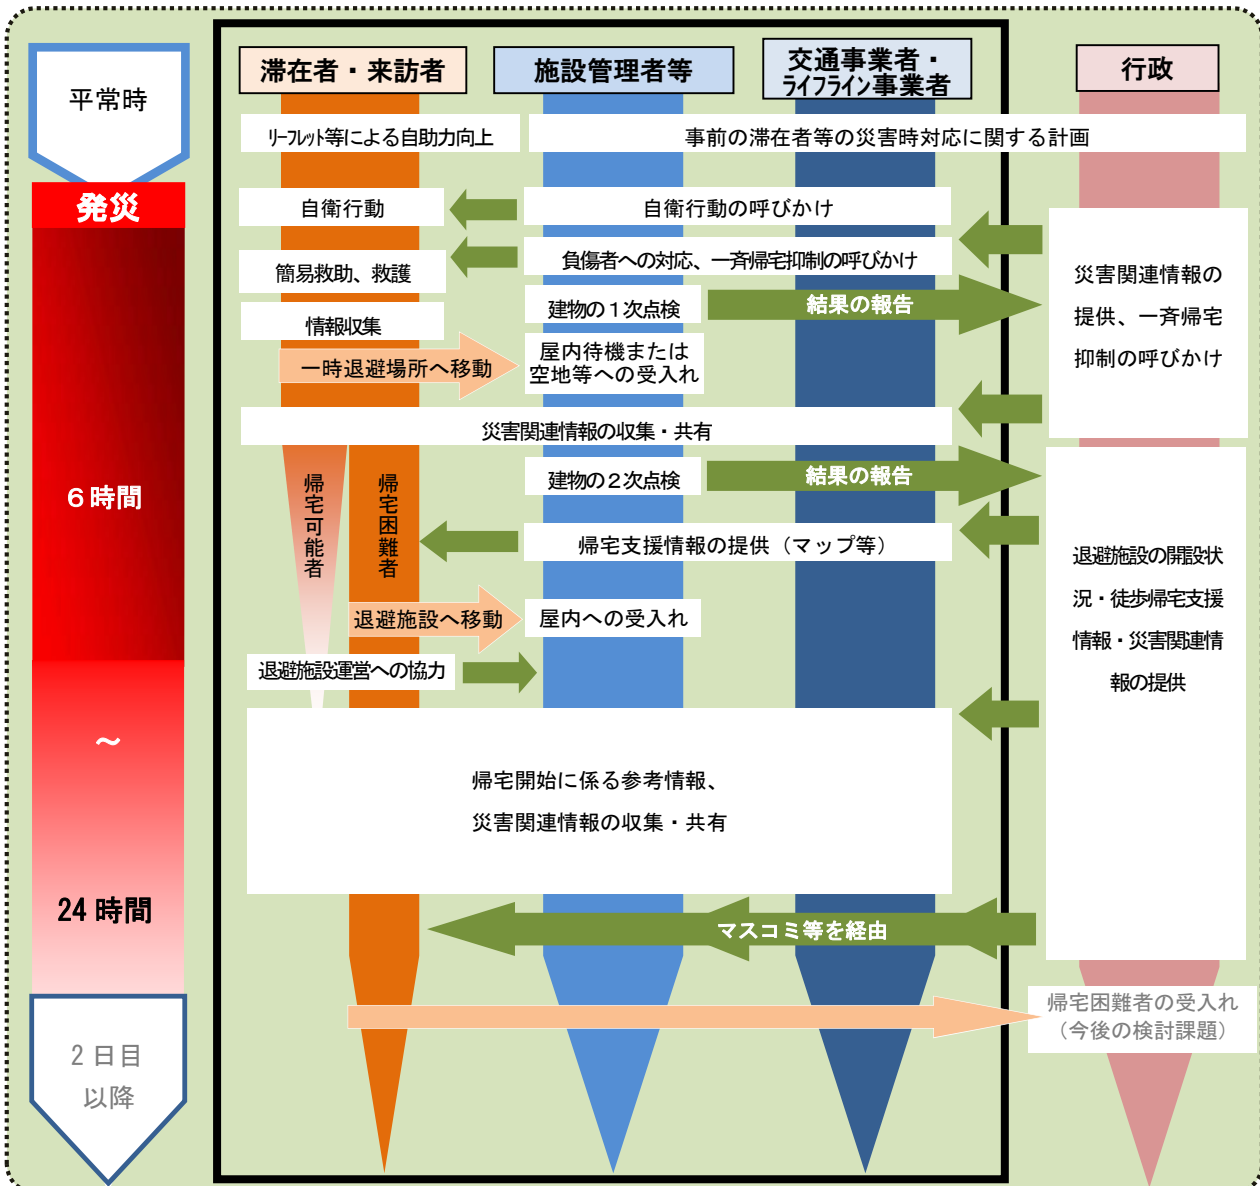 滞在者・来訪者
施設管理者等
交通事業者・
ﾗｲﾌﾗｲﾝ事業者
行政
平常時
ﾘｰﾌﾚｯﾄ等による自助力向上
事前の滞在者等の災害時対応に関する計画
発災
自衛行動
自衛行動の呼びかけ
簡易救助、救護
負傷者への対応、一斉帰宅抑制の呼びかけ
災害関連情報の
提供、一斉帰宅
抑制の呼びかけ
情報収集
建物の１次点検
結果の報告
一時退避場所へ移動
屋内待機または
空地等への受入れ
災害関連情報の収集・共有
６時間
帰宅可能者
帰宅困難者
建物の２次点検
結果の報告
帰宅支援情報の提供（マップ等）
退避施設の開設状
況・徒歩帰宅支援
情報・災害関連情
報の提供
退避施設へ移動
屋内への受入れ
退避施設運営への協力
～
帰宅開始に係る参考情報、
災害関連情報の収集・共有
24 時間
マスコミ等を経由
帰宅困難者の受入れ
（今後の検討課題）
2 日目
以降